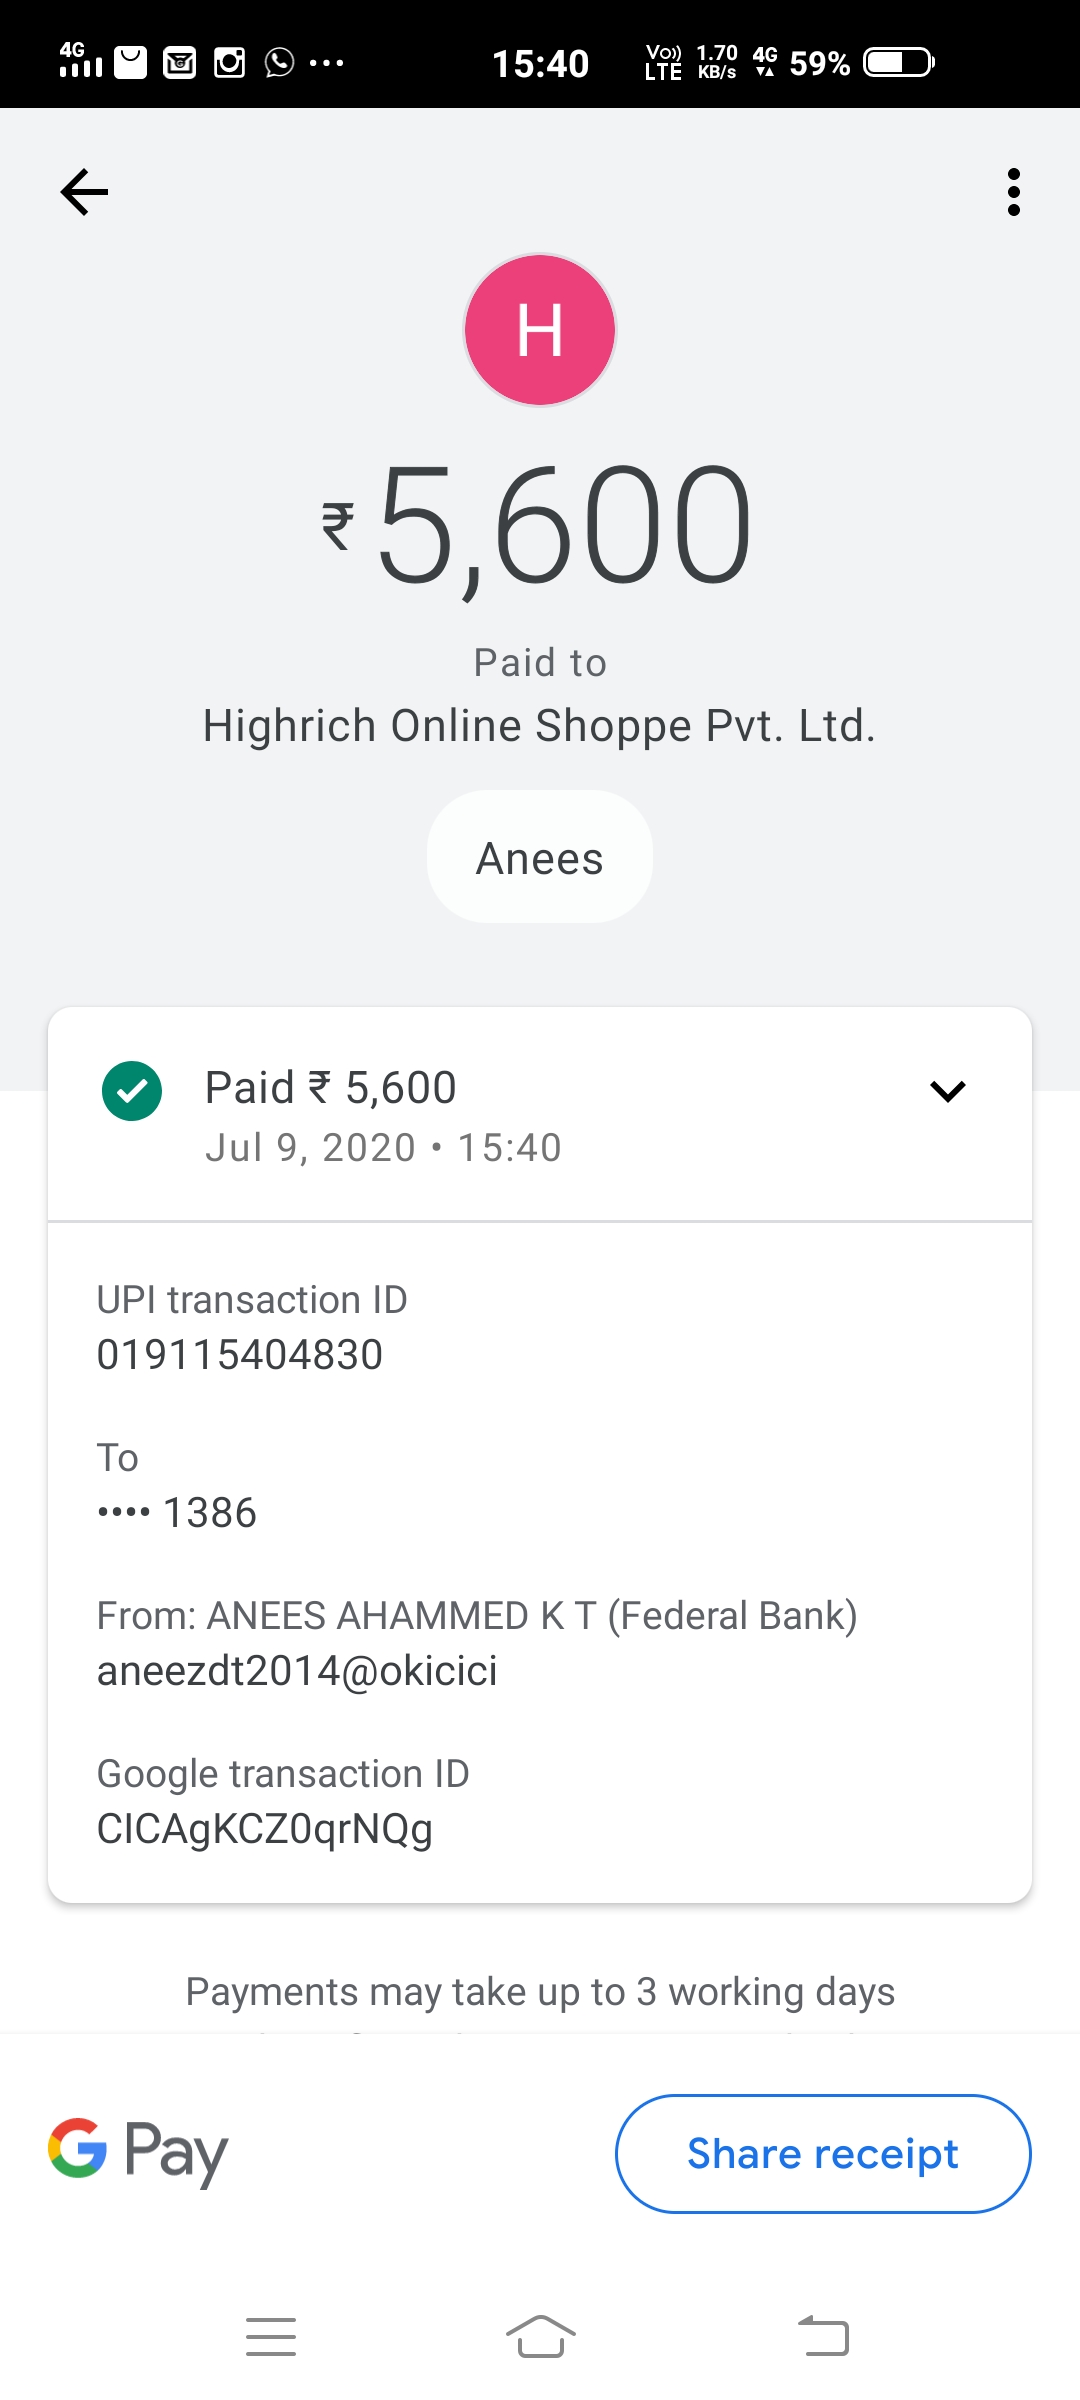 4G 15:40 Vo)) LTE 1.70 KB/s 4G 59%
H
₹5,600
Paid to
Highrich Online Shoppe Pvt. Ltd.
Anees
Paid ₹ 5,600
Jul 9, 2020 • 15:40
UPI transaction ID
019115404830
To
•••• 1386
From: ANEES AHAMMED K T (Federal Bank)
aneezdt2014@okicici
Google transaction ID
CICAgKCZ0qrNQg
Payments may take up to 3 working days
G Pay
Share receipt